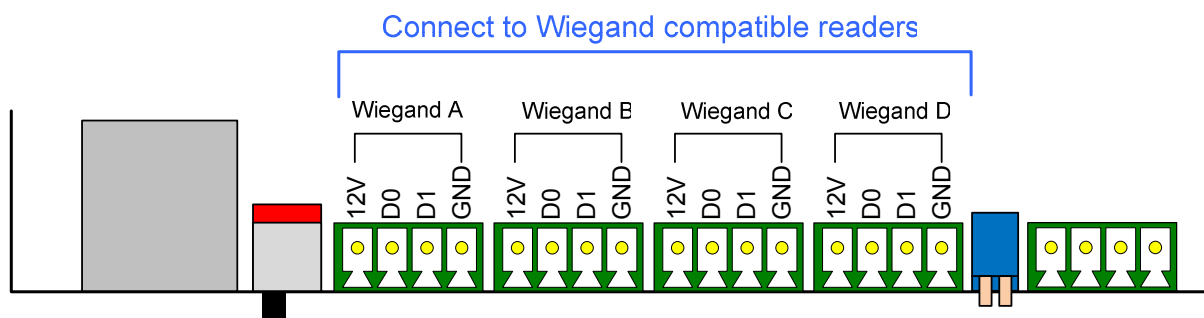 Connect to Wiegand compatible readers
Wiegand A Wiegand B Wiegand C Wiegand D
12V D0 D1 GND 12V D0 D1 GND 12V D0 D1 GND 12V D0 D1 GND